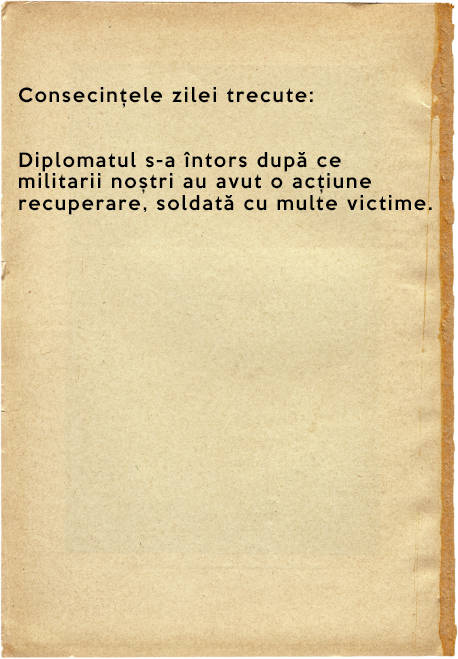 Consecințele zilei trecute:
Diplomatul s-a întors după ce
militarii noștri au avut o acțiune
recuperare, soldată cu multe victime.